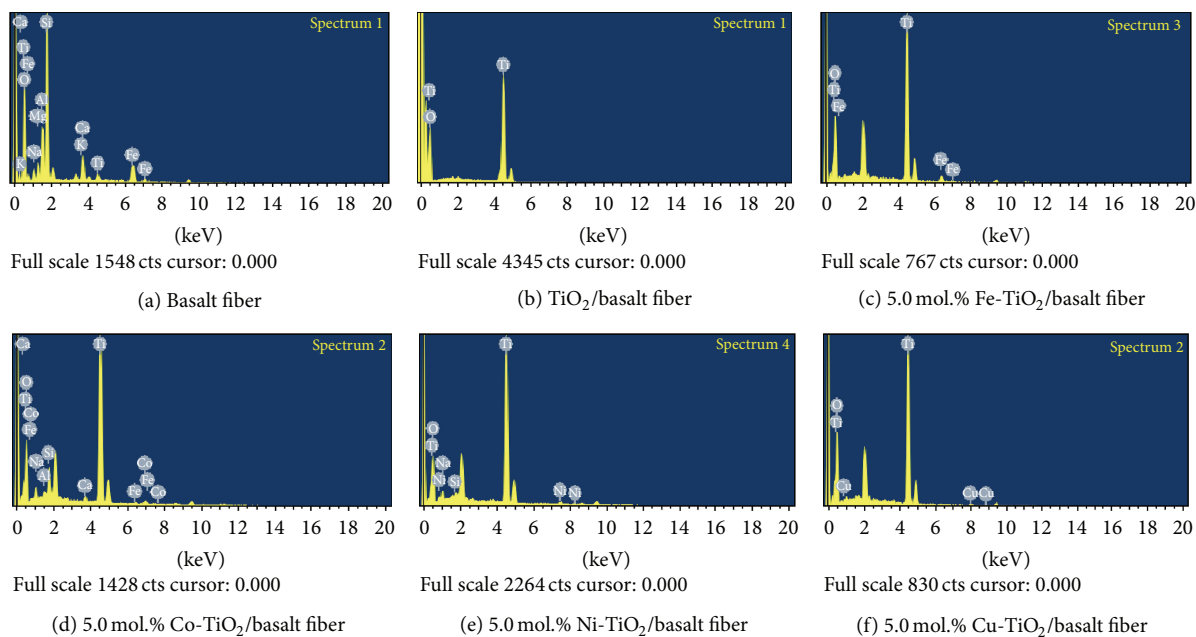 Spectrum 1
Ca
Si
Ti
Fe
O
Al
Mg
Na
K
Ca
K
Ti
Fe
Fe
0 2 4 6 8 10 12 14 16 18 20
(keV)
Full scale 1548 cts cursor: 0.000
(a) Basalt fiber
Spectrum 1
Ti
Ti
O
0 2 4 6 8 10 12 14 16 18 20
(keV)
Full scale 4345 cts cursor: 0.000
(b) TiO₂/basalt fiber
Spectrum 3
Ti
O
Ti
Fe
Fe
Fe
0 2 4 6 8 10 12 14 16 18 20
(keV)
Full scale 767 cts cursor: 0.000
(c) 5.0 mol.% Fe-TiO₂/basalt fiber
Spectrum 2
Ca
Ti
O
Ti
Co
Fe
Na
Si
Al
Ca
Co
Fe
Fe
Co
0 2 4 6 8 10 12 14 16 18 20
(keV)
Full scale 1428 cts cursor: 0.000
(d) 5.0 mol.% Co-TiO₂/basalt fiber
Spectrum 4
Ti
O
Ti
Na
Ni
Si
Ni
Ni
0 2 4 6 8 10 12 14 16 18 20
(keV)
Full scale 2264 cts cursor: 0.000
(e) 5.0 mol.% Ni-TiO₂/basalt fiber
Spectrum 2
Ti
O
Ti
Cu
Cu
Cu
0 2 4 6 8 10 12 14 16 18 20
(keV)
Full scale 830 cts cursor: 0.000
(f) 5.0 mol.% Cu-TiO₂/basalt fiber